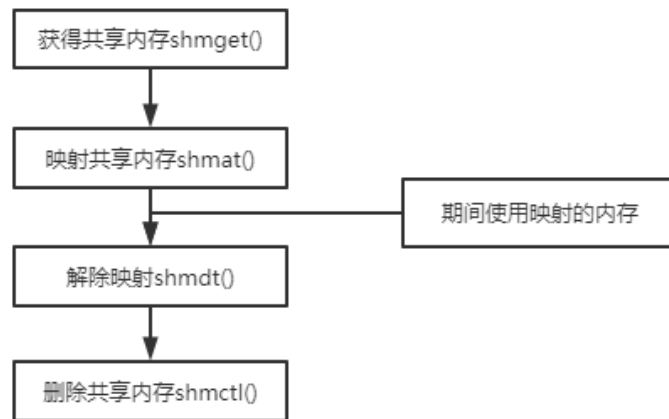 获得共享内存shmget()
映射共享内存shmat()
期间使用映射的内存
解除映射shmdt()
删除共享内存shmctl()